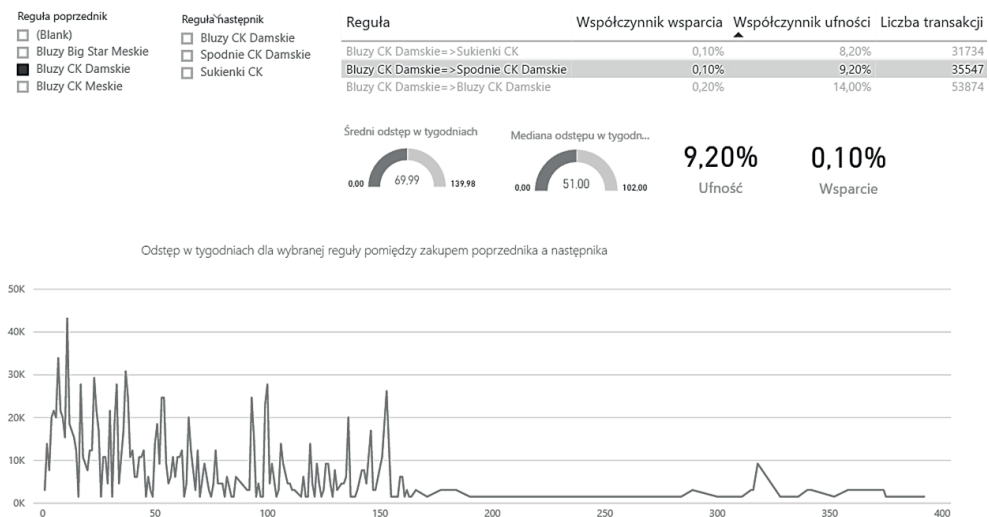 Reguła poprzednik
(Blank)
Bluzy Big Star Meskie
Bluzy CK Damskie
Bluzy CK Meskie
Reguła następnik
Bluzy CK Damskie
Spodnie CK Damskie
Sukienki CK
Reguła Współczynnik wsparcia Współczynnik ufności Liczba transakcji
Bluzy CK Damskie=>Sukienki CK 0,10% 8,20% 31734
Bluzy CK Damskie=>Spodnie CK Damskie 0,10% 9,20% 35547
Bluzy CK Damskie=>Bluzy CK Damskie 0,20% 14,00% 53874
Średni odstęp w tygodniach
0,00 69,99 139,98
Mediana odstępu w tygodn...
0,00 51,00 102,00
9,20%
Ufność
0,10%
Wsparcie
Odstęp w tygodniach dla wybranej reguły pomiędzy zakupem poprzednika a następnika
50K
40K
30K
20K
10K
0K
0 50 100 150 200 250 300 350 400